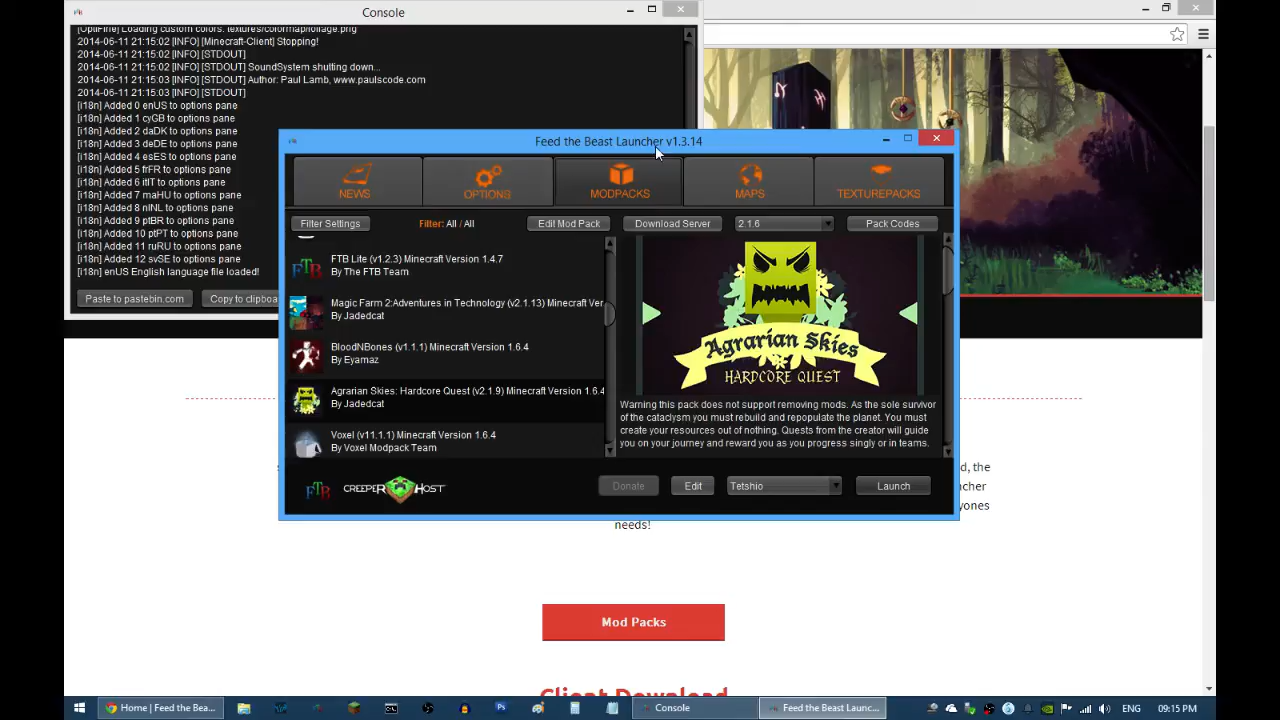 Console
[OptiFine] Loading custom colors: textures/colormap/foliage.png
2014-06-11 21:15:02 [INFO] [Minecraft-Client] Stopping!
2014-06-11 21:15:02 [INFO] [STDOUT]
2014-06-11 21:15:02 [INFO] [STDOUT] SoundSystem shutting down...
2014-06-11 21:15:03 [INFO] [STDOUT] Author: Paul Lamb, www.paulscode.com
2014-06-11 21:15:03 [INFO] [STDOUT]
[i18n] Added 0 enUS to options pane
[i18n] Added 1 cyGB to options pane
[i18n] Added 2 daDK to options pane
[i18n] Added 3 deDE to options pane
[i18n] Added 4 esES to options pane
[i18n] Added 5 frFR to options pane
[i18n] Added 6 itIT to options pane
[i18n] Added 7 maHU to options pane
[i18n] Added 8 nlNL to options pane
[i18n] Added 9 ptBR to options pane
[i18n] Added 10 ptPT to options pane
[i18n] Added 11 ruRU to options pane
[i18n] Added 12 svSE to options pane
[i18n] enUS English language file loaded!
Paste to pastebin.com
Copy to clipboa
Feed the Beast Launcher v1.3.14
NEWS
OPTIONS
MODPACKS
MAPS
TEXTUREPACKS
Filter Settings
Filter: All / All
Edit Mod Pack
Download Server
2.1.6
Pack Codes
FTB Lite (v1.2.3) Minecraft Version 1.4.7
By The FTB Team
Magic Farm 2:Adventures in Technology (v2.1.13) Minecraft Ver
By Jadedcat
BloodNBones (v1.1.1) Minecraft Version 1.6.4
By Eyamaz
Agrarian Skies: Hardcore Quest (v2.1.9) Minecraft Version 1.6.4
By Jadedcat
Voxel (v11.1.1) Minecraft Version 1.6.4
By Voxel Modpack Team
Agrarian Skies
HARDCORE QUEST
Warning this pack does not support removing mods. As the sole survivor
of the cataclysm you must rebuild and repopulate the planet. You must
create your resources out of nothing. Quests from the creator will guide
you on your journey and reward you as you progress singly or in teams.
FTB
CREEPER HOST
Donate
Edit
Tetshio
Launch
d, the
ncher
yones
needs!
Mod Packs
Client Download
Home | Feed the Bea...
Console
Feed the Beast Launc...
ENG
09:15 PM